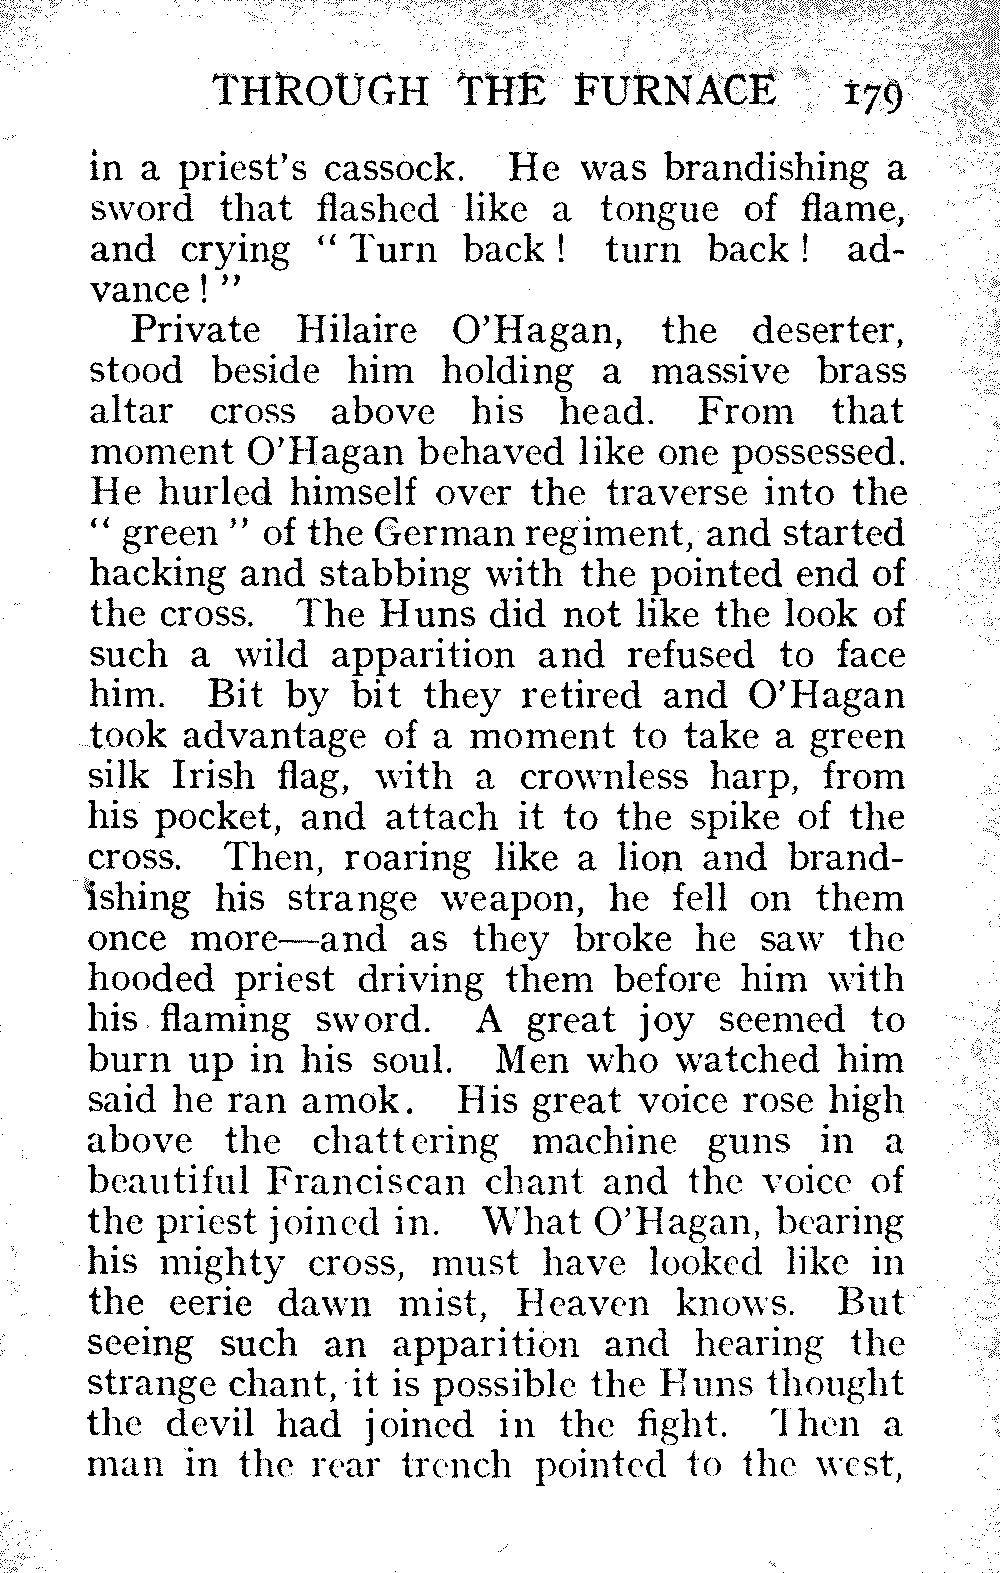 THROUGH THE FURNACE 179
in a priest's cassock. He was brandishing a
sword that flashed like a tongue of flame,
and crying " Turn back ! turn back ! ad-
vance ! "
Private Hilaire O'Hagan, the deserter,
stood beside him holding a massive brass
altar cross above his head. From that
moment O'Hagan behaved like one possessed.
He hurled himself over the traverse into the
" green " of the German regiment, and started
hacking and stabbing with the pointed end of
the cross. The Huns did not like the look of
such a wild apparition and refused to face
him. Bit by bit they retired and O'Hagan
took advantage of a moment to take a green
silk Irish flag, with a crownless harp, from
his pocket, and attach it to the spike of the
cross. Then, roaring like a lion and brand-
ishing his strange weapon, he fell on them
once more—and as they broke he saw the
hooded priest driving them before him with
his flaming sword. A great joy seemed to
burn up in his soul. Men who watched him
said he ran amok. His great voice rose high
above the chattering machine guns in a
beautiful Franciscan chant and the voice of
the priest joined in. What O'Hagan, bearing
his mighty cross, must have looked like in
the eerie dawn mist, Heaven knows. But
seeing such an apparition and hearing the
strange chant, it is possible the Huns thought
the devil had joined in the fight. Then a
man in the rear trench pointed to the west,